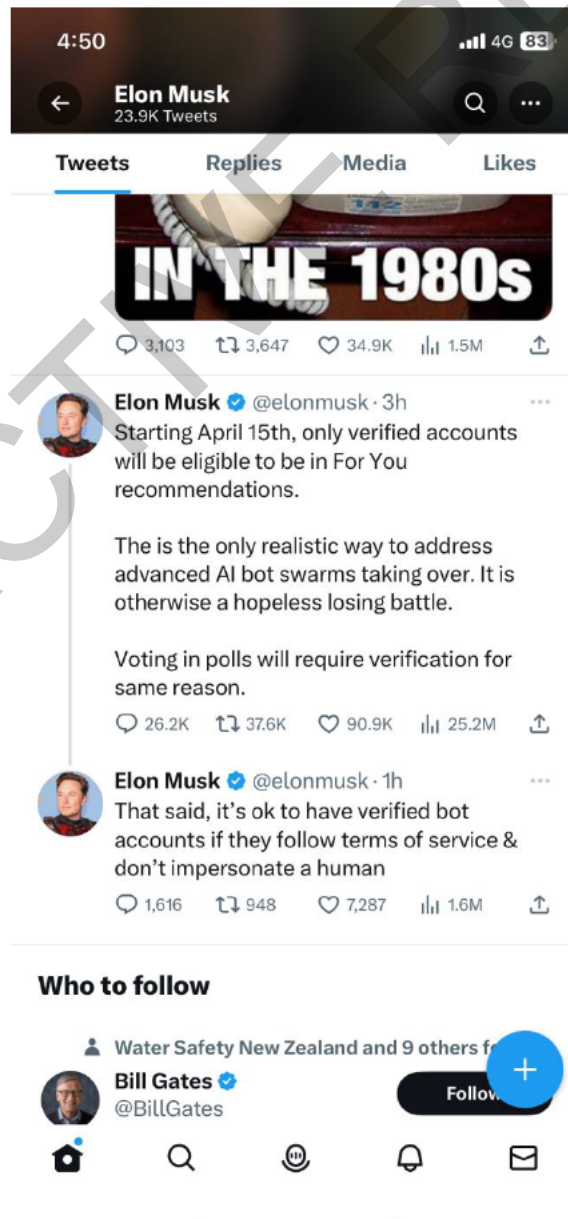 4:50
4G 83
Elon Musk
23.9K Tweets
Tweets Replies Media Likes
142
IN THE 1980s
3,103 3,647 34.9K 1.5M
Elon Musk @elonmusk · 3h
Starting April 15th, only verified accounts
will be eligible to be in For You
recommendations.
The is the only realistic way to address
advanced AI bot swarms taking over. It is
otherwise a hopeless losing battle.
Voting in polls will require verification for
same reason.
26.2K 37.6K 90.9K 25.2M
Elon Musk @elonmusk · 1h
That said, it's ok to have verified bot
accounts if they follow terms of service &
don't impersonate a human
1,616 948 7,287 1.6M
Who to follow
Water Safety New Zealand and 9 others f
Bill Gates
@BillGates
Follow